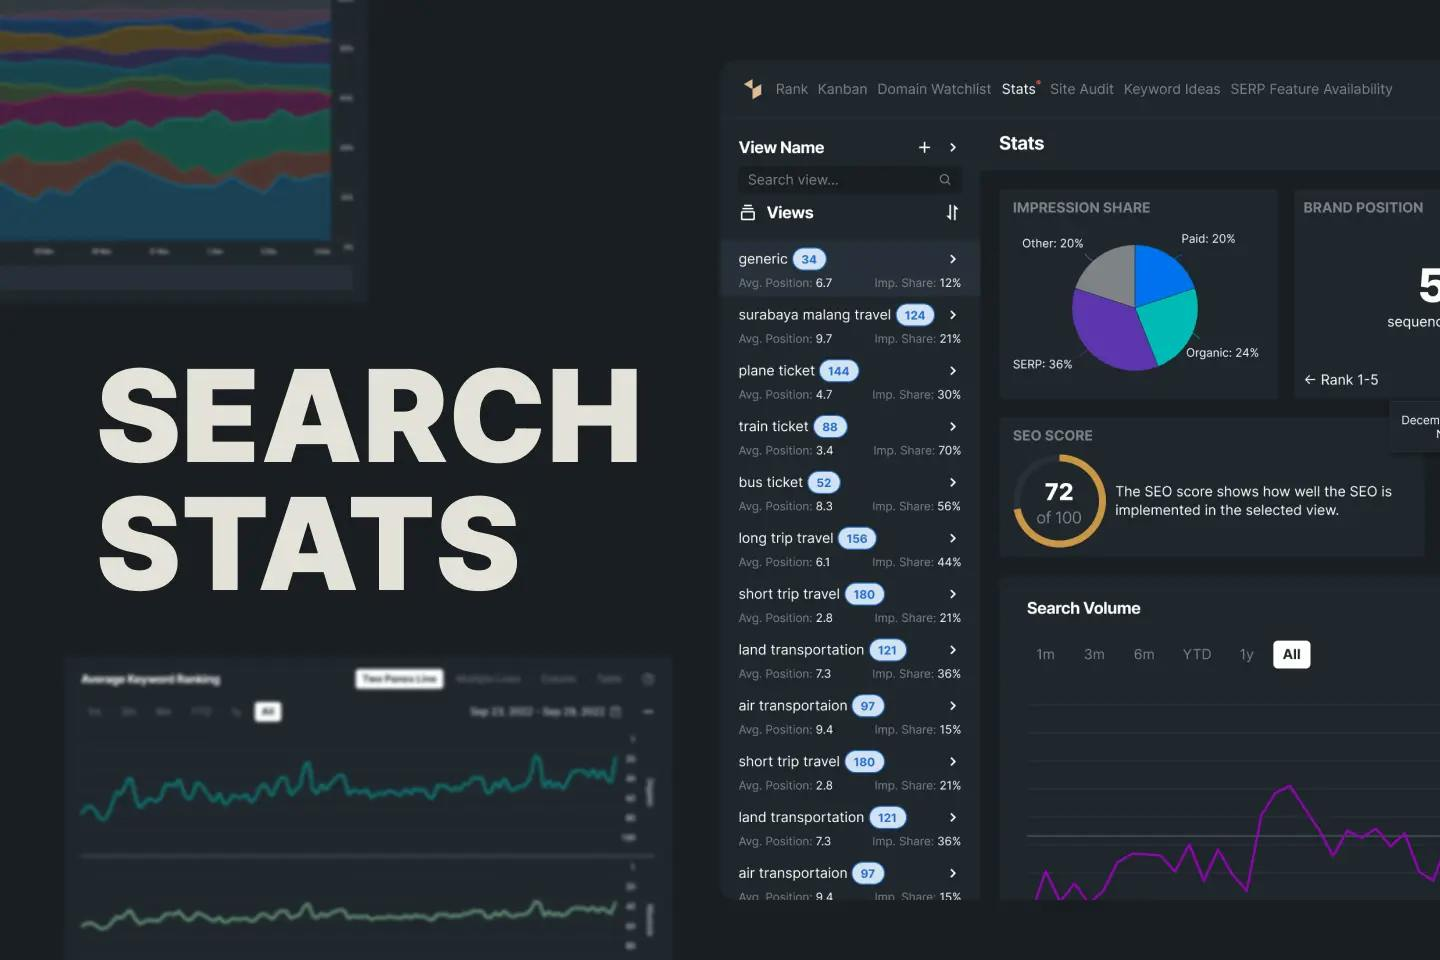 SEARCH
STATS
Average Keyword Ranking
Two Panes Line
Multiple Lines
Column
Table
All
Sep 23, 2022 - Sep 29, 2022
Rank Kanban Domain Watchlist Stats Site Audit Keyword Ideas SERP Feature Availability
View Name
Search view...
Views
generic 34
Avg. Position: 6.7 Imp. Share: 12%
surabaya malang travel 124
Avg. Position: 9.7 Imp. Share: 21%
plane ticket 144
Avg. Position: 4.7 Imp. Share: 30%
train ticket 88
Avg. Position: 3.4 Imp. Share: 70%
bus ticket 52
Avg. Position: 8.3 Imp. Share: 56%
long trip travel 156
Avg. Position: 6.1 Imp. Share: 44%
short trip travel 180
Avg. Position: 2.8 Imp. Share: 21%
land transportation 121
Avg. Position: 7.3 Imp. Share: 36%
air transportaion 97
Avg. Position: 9.4 Imp. Share: 15%
short trip travel 180
Avg. Position: 2.8 Imp. Share: 21%
land transportation 121
Avg. Position: 7.3 Imp. Share: 36%
air transportaion 97
Avg. Position: 9.4 Imp. Share: 15%
Stats
IMPRESSION SHARE
Other: 20%
Paid: 20%
SERP: 36%
Organic: 24%
BRAND POSITION
5
sequenc
← Rank 1-5
Decem
N
SEO SCORE
72
of 100
The SEO score shows how well the SEO is
implemented in the selected view.
Search Volume
1m 3m 6m YTD 1y All